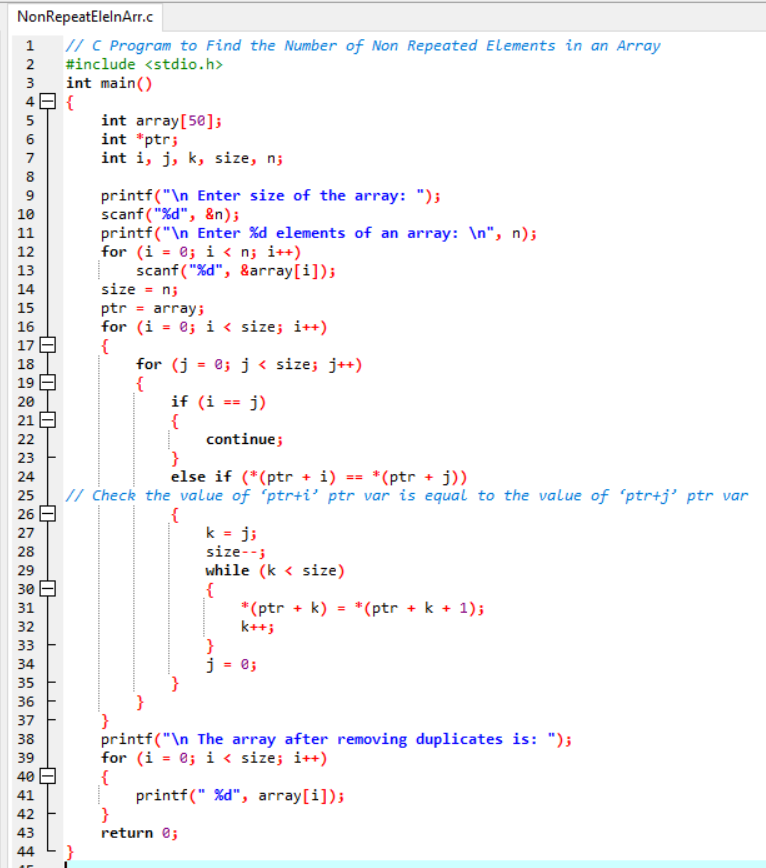 NonRepeatEleInArr.c
1 // C Program to Find the Number of Non Repeated Elements in an Array
2 #include <stdio.h>
3 int main()
4 {
5     int array[50];
6     int *ptr;
7     int i, j, k, size, n;
8
9     printf("\n Enter size of the array: ");
10     scanf("%d", &n);
11     printf("\n Enter %d elements of an array: \n", n);
12     for (i = 0; i < n; i++)
13         scanf("%d", &array[i]);
14     size = n;
15     ptr = array;
16     for (i = 0; i < size; i++)
17     {
18         for (j = 0; j < size; j++)
19         {
20             if (i == j)
21             {
22                 continue;
23             }
24             else if (*(ptr + i) == *(ptr + j))
25 // Check the value of ‘ptr+i’ ptr var is equal to the value of ‘ptr+j’ ptr var
26             {
27                 k = j;
28                 size--;
29                 while (k < size)
30                 {
31                     *(ptr + k) = *(ptr + k + 1);
32                     k++;
33                 }
34                 j = 0;
35             }
36         }
37     }
38     printf("\n The array after removing duplicates is: ");
39     for (i = 0; i < size; i++)
40     {
41         printf(" %d", array[i]);
42     }
43     return 0;
44 }